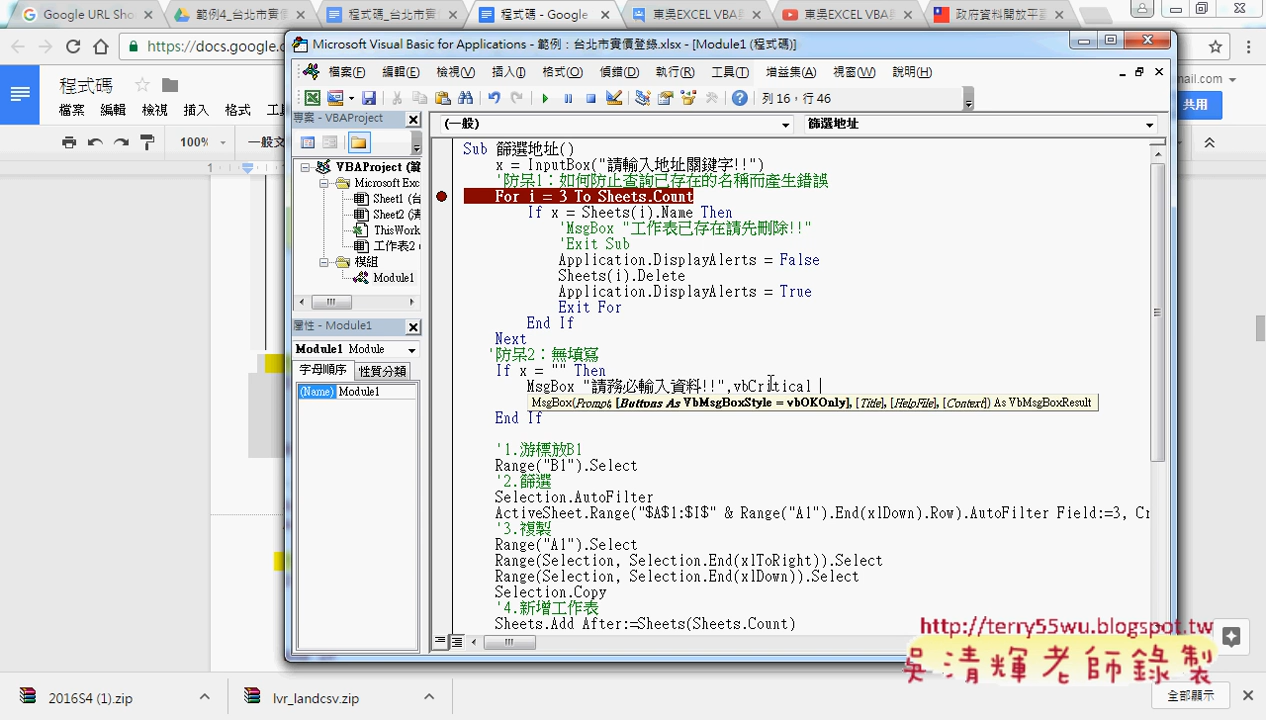 Google URL Sho
範例4_台北市實
程式碼_台北市實價
程式碼 - Google
東吳EXCEL VBA
東吳EXCEL VBA
政府資料開放平
https://docs.google.c
mail.com
程式碼
檔案 編輯 檢視 插入 格式 工
共用
100%
一般文
Microsoft Visual Basic for Applications - 範例：台北市實價登錄.xlsx - [Module1 (程式碼)]
檔案(F) 編輯(E) 檢視(V) 插入(I) 格式(O) 偵錯(D) 執行(R) 工具(T) 增益集(A) 視窗(W) 說明(H)
列 16，行 46
專案 - VBAProject
VBAProject (範
Microsoft Exc
Sheet1 (台
Sheet2 (清
ThisWork
工作表2 (
模組
Module1
屬性 - Module1
Module1 Module
字母順序 性質分類
(Name) Module1
(一般) 篩選地址
Sub 篩選地址()
x = InputBox("請輸入地址關鍵字!!")
'防呆1：如何防止查詢已存在的名稱而產生錯誤
For i = 3 To Sheets.Count
If x = Sheets(i).Name Then
'MsgBox "工作表已存在請先刪除!!"
'Exit Sub
Application.DisplayAlerts = False
Sheets(i).Delete
Application.DisplayAlerts = True
Exit For
End If
Next
'防呆2：無填寫
If x = "" Then
MsgBox "請務必輸入資料!!",vbCritical
MsgBox(Prompt, [Buttons As VbMsgBoxStyle = vbOKOnly], [Title], [HelpFile], [Context]) As VbMsgBoxResult
End If
'1.游標放B1
Range("B1").Select
'2.篩選
Selection.AutoFilter
ActiveSheet.Range("$A$1:$I$" & Range("A1").End(xlDown).Row).AutoFilter Field:=3, Cr
'3.複製
Range("A1").Select
Range(Selection, Selection.End(xlToRight)).Select
Range(Selection, Selection.End(xlDown)).Select
Selection.Copy
'4.新增工作表
Sheets.Add After:=Sheets(Sheets.Count)
http://terry55wu.blogspot.tw
吳清輝老師錄製
2016S4 (1).zip
lvr_landcsv.zip
全部顯示